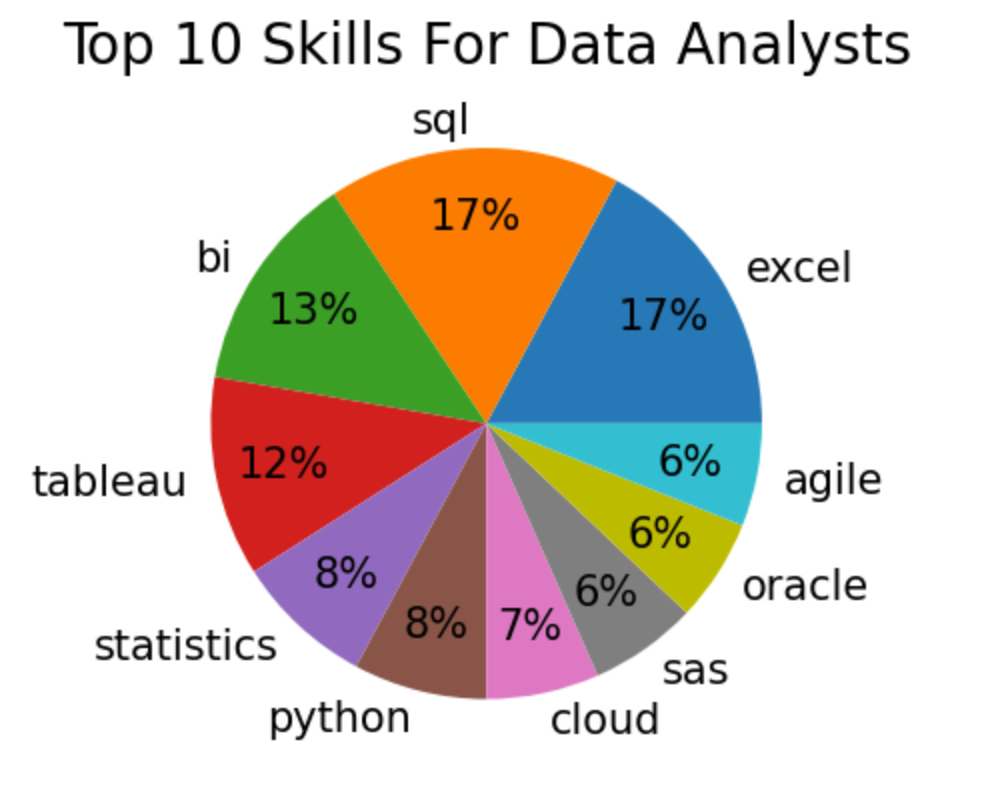 Top 10 Skills For Data Analysts
sql
17%
excel
17%
bi
13%
tableau
12%
statistics
8%
python
8%
cloud
7%
sas
6%
oracle
6%
agile
6%